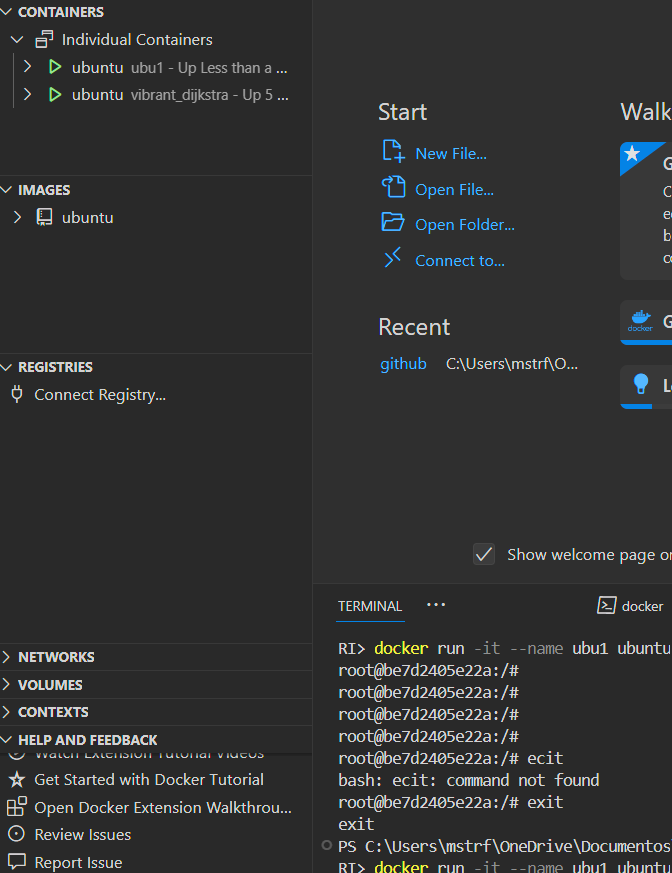 CONTAINERS
Individual Containers
ubuntu ubu1 - Up Less than a ...
ubuntu vibrant_dijkstra - Up 5 ...
IMAGES
ubuntu
REGISTRIES
Connect Registry...
NETWORKS
VOLUMES
CONTEXTS
HELP AND FEEDBACK
Watch Extension Tutorial Videos
Get Started with Docker Tutorial
Open Docker Extension Walkthrou...
Review Issues
Report Issue
Start
New File...
Open File...
Open Folder...
Connect to...
Recent
github C:\Users\mstrf\O...
Walk
G
C
e
b
c
docker
G
L
Show welcome page o
TERMINAL ...
docker
RI> docker run -it --name ubu1 ubuntu
root@be7d2405e22a:/#
root@be7d2405e22a:/#
root@be7d2405e22a:/#
root@be7d2405e22a:/#
root@be7d2405e22a:/# ecit
bash: ecit: command not found
root@be7d2405e22a:/# exit
exit
PS C:\Users\mstrf\OneDrive\Documentos
RI> docker run -it --name ubu1 ubuntu